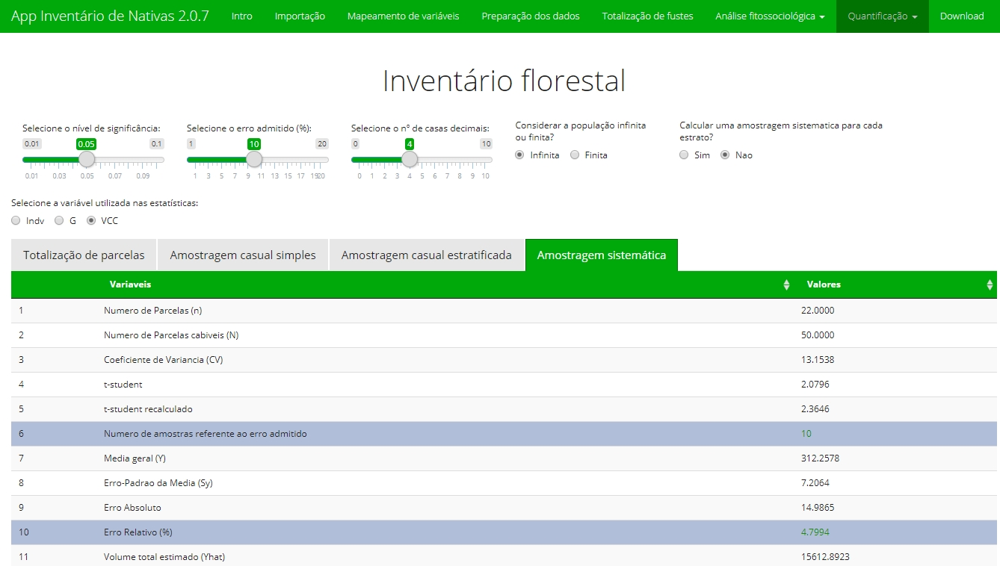 App Inventário de Nativas 2.0.7 Intro Importação Mapeamento de variáveis Preparação dos dados Totalização de fustes Análise fitossociológica Quantificação Download
Inventário florestal
Selecione o nível de significância:
0.01 0.05 0.1
0.01 0.03 0.05 0.07 0.09
Selecione o erro admitido (%):
1 10 20
1 3 5 7 9 11 13 15 17 1920
Selecione o nº de casas decimais:
0 4 10
0 1 2 3 4 5 6 7 8 9 10
Considerar a população infinita
ou finita?
Infinita Finita
Calcular uma amostragem sistematica para cada
estrato?
Sim Nao
Selecione a variável utilizada nas estatísticas:
Indv G VCC
Totalização de parcelas Amostragem casual simples Amostragem casual estratificada Amostragem sistemática
Variaveis Valores
1 Numero de Parcelas (n) 22.0000
2 Numero de Parcelas cabiveis (N) 50.0000
3 Coeficiente de Variancia (CV) 13.1538
4 t-student 2.0796
5 t-student recalculado 2.3646
6 Numero de amostras referente ao erro admitido 10
7 Media geral (Y) 312.2578
8 Erro-Padrao da Media (Sy) 7.2064
9 Erro Absoluto 14.9865
10 Erro Relativo (%) 4.7994
11 Volume total estimado (Yhat) 15612.8923